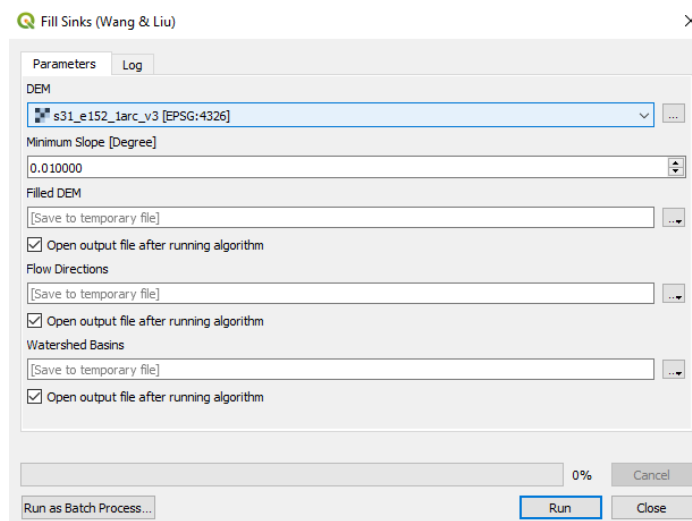 Fill Sinks (Wang & Liu)
Parameters Log
DEM
s31_e152_1arc_v3 [EPSG:4326]
...
Minimum Slope [Degree]
0.010000
Filled DEM
[Save to temporary file]
...
Open output file after running algorithm
Flow Directions
[Save to temporary file]
...
Open output file after running algorithm
Watershed Basins
[Save to temporary file]
...
Open output file after running algorithm
0% Cancel
Run as Batch Process... Run Close